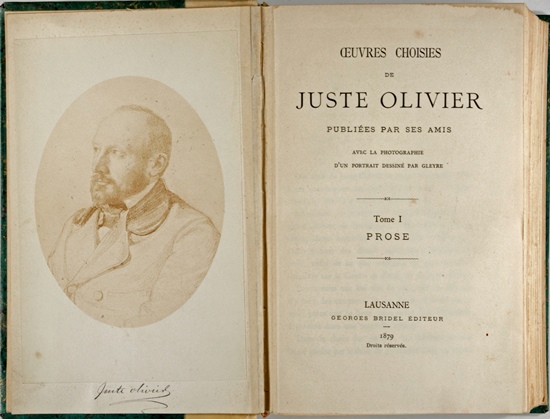 Juste Olivier
ŒUVRES CHOISIES
DE
JUSTE OLIVIER
PUBLIÉES PAR SES AMIS
AVEC LA PHOTOGRAPHIE
D'UN PORTRAIT DESSINÉ PAR GLEYRE
Tome I
PROSE
LAUSANNE
GEORGES BRIDEL ÉDITEUR
1879
Droits réservés.